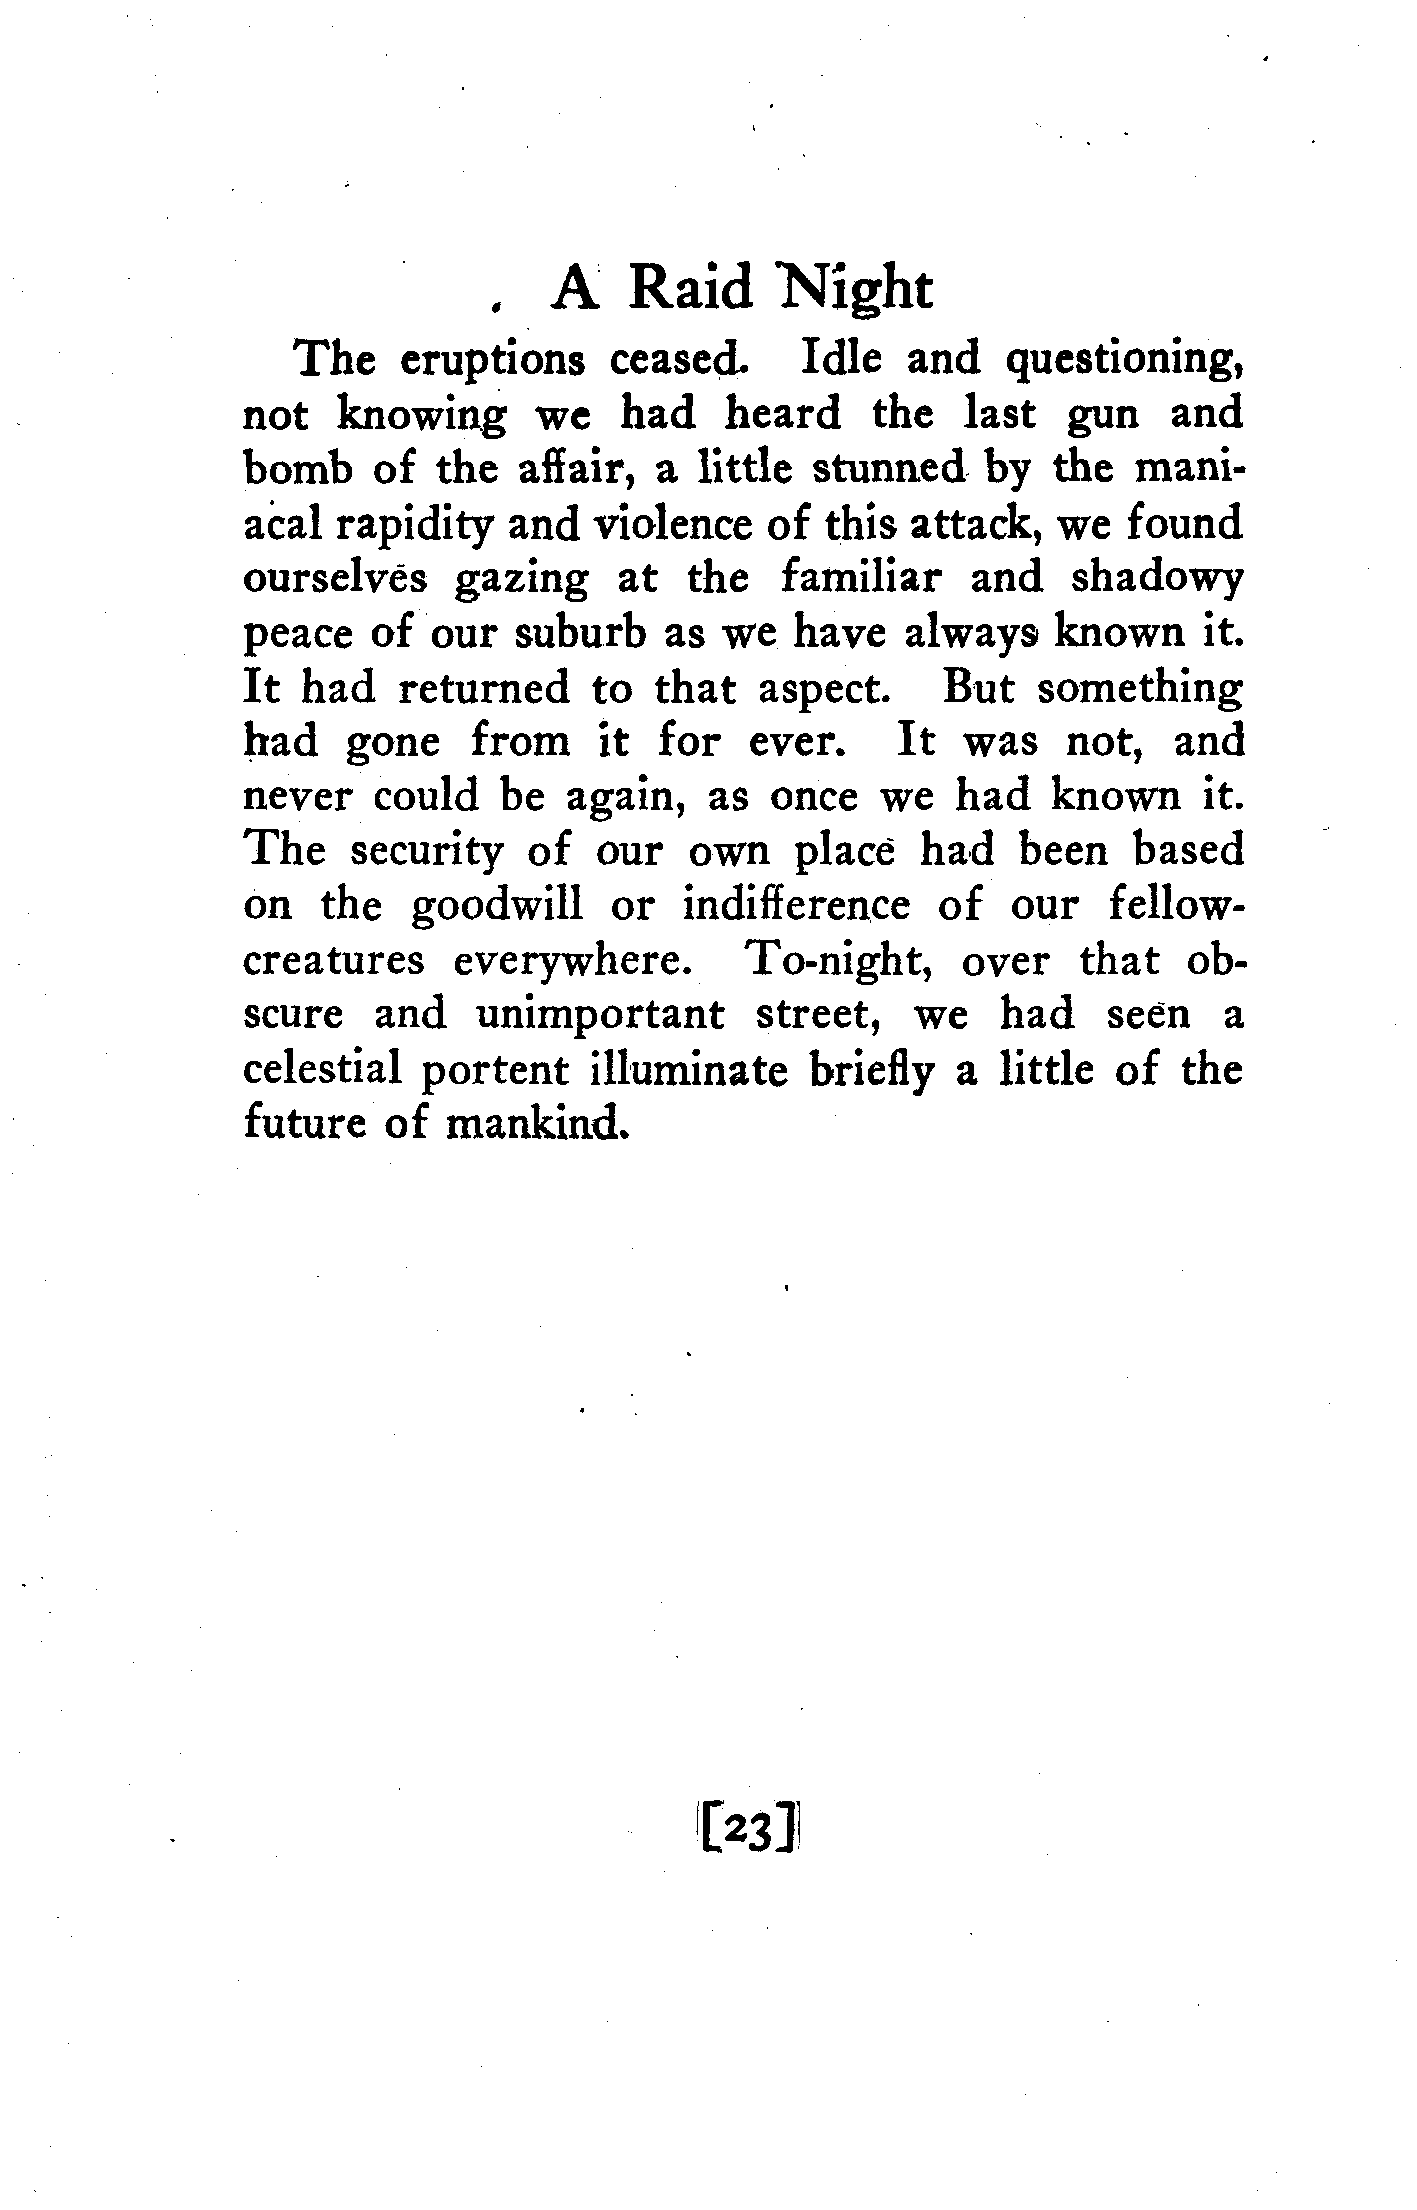 A Raid Night
The eruptions ceased. Idle and questioning,
not knowing we had heard the last gun and
bomb of the affair, a little stunned by the mani-
acal rapidity and violence of this attack, we found
ourselves gazing at the familiar and shadowy
peace of our suburb as we have always known it.
It had returned to that aspect. But something
had gone from it for ever. It was not, and
never could be again, as once we had known it.
The security of our own place had been based
on the goodwill or indifference of our fellow-
creatures everywhere. To-night, over that ob-
scure and unimportant street, we had seen a
celestial portent illuminate briefly a little of the
future of mankind.
[23]